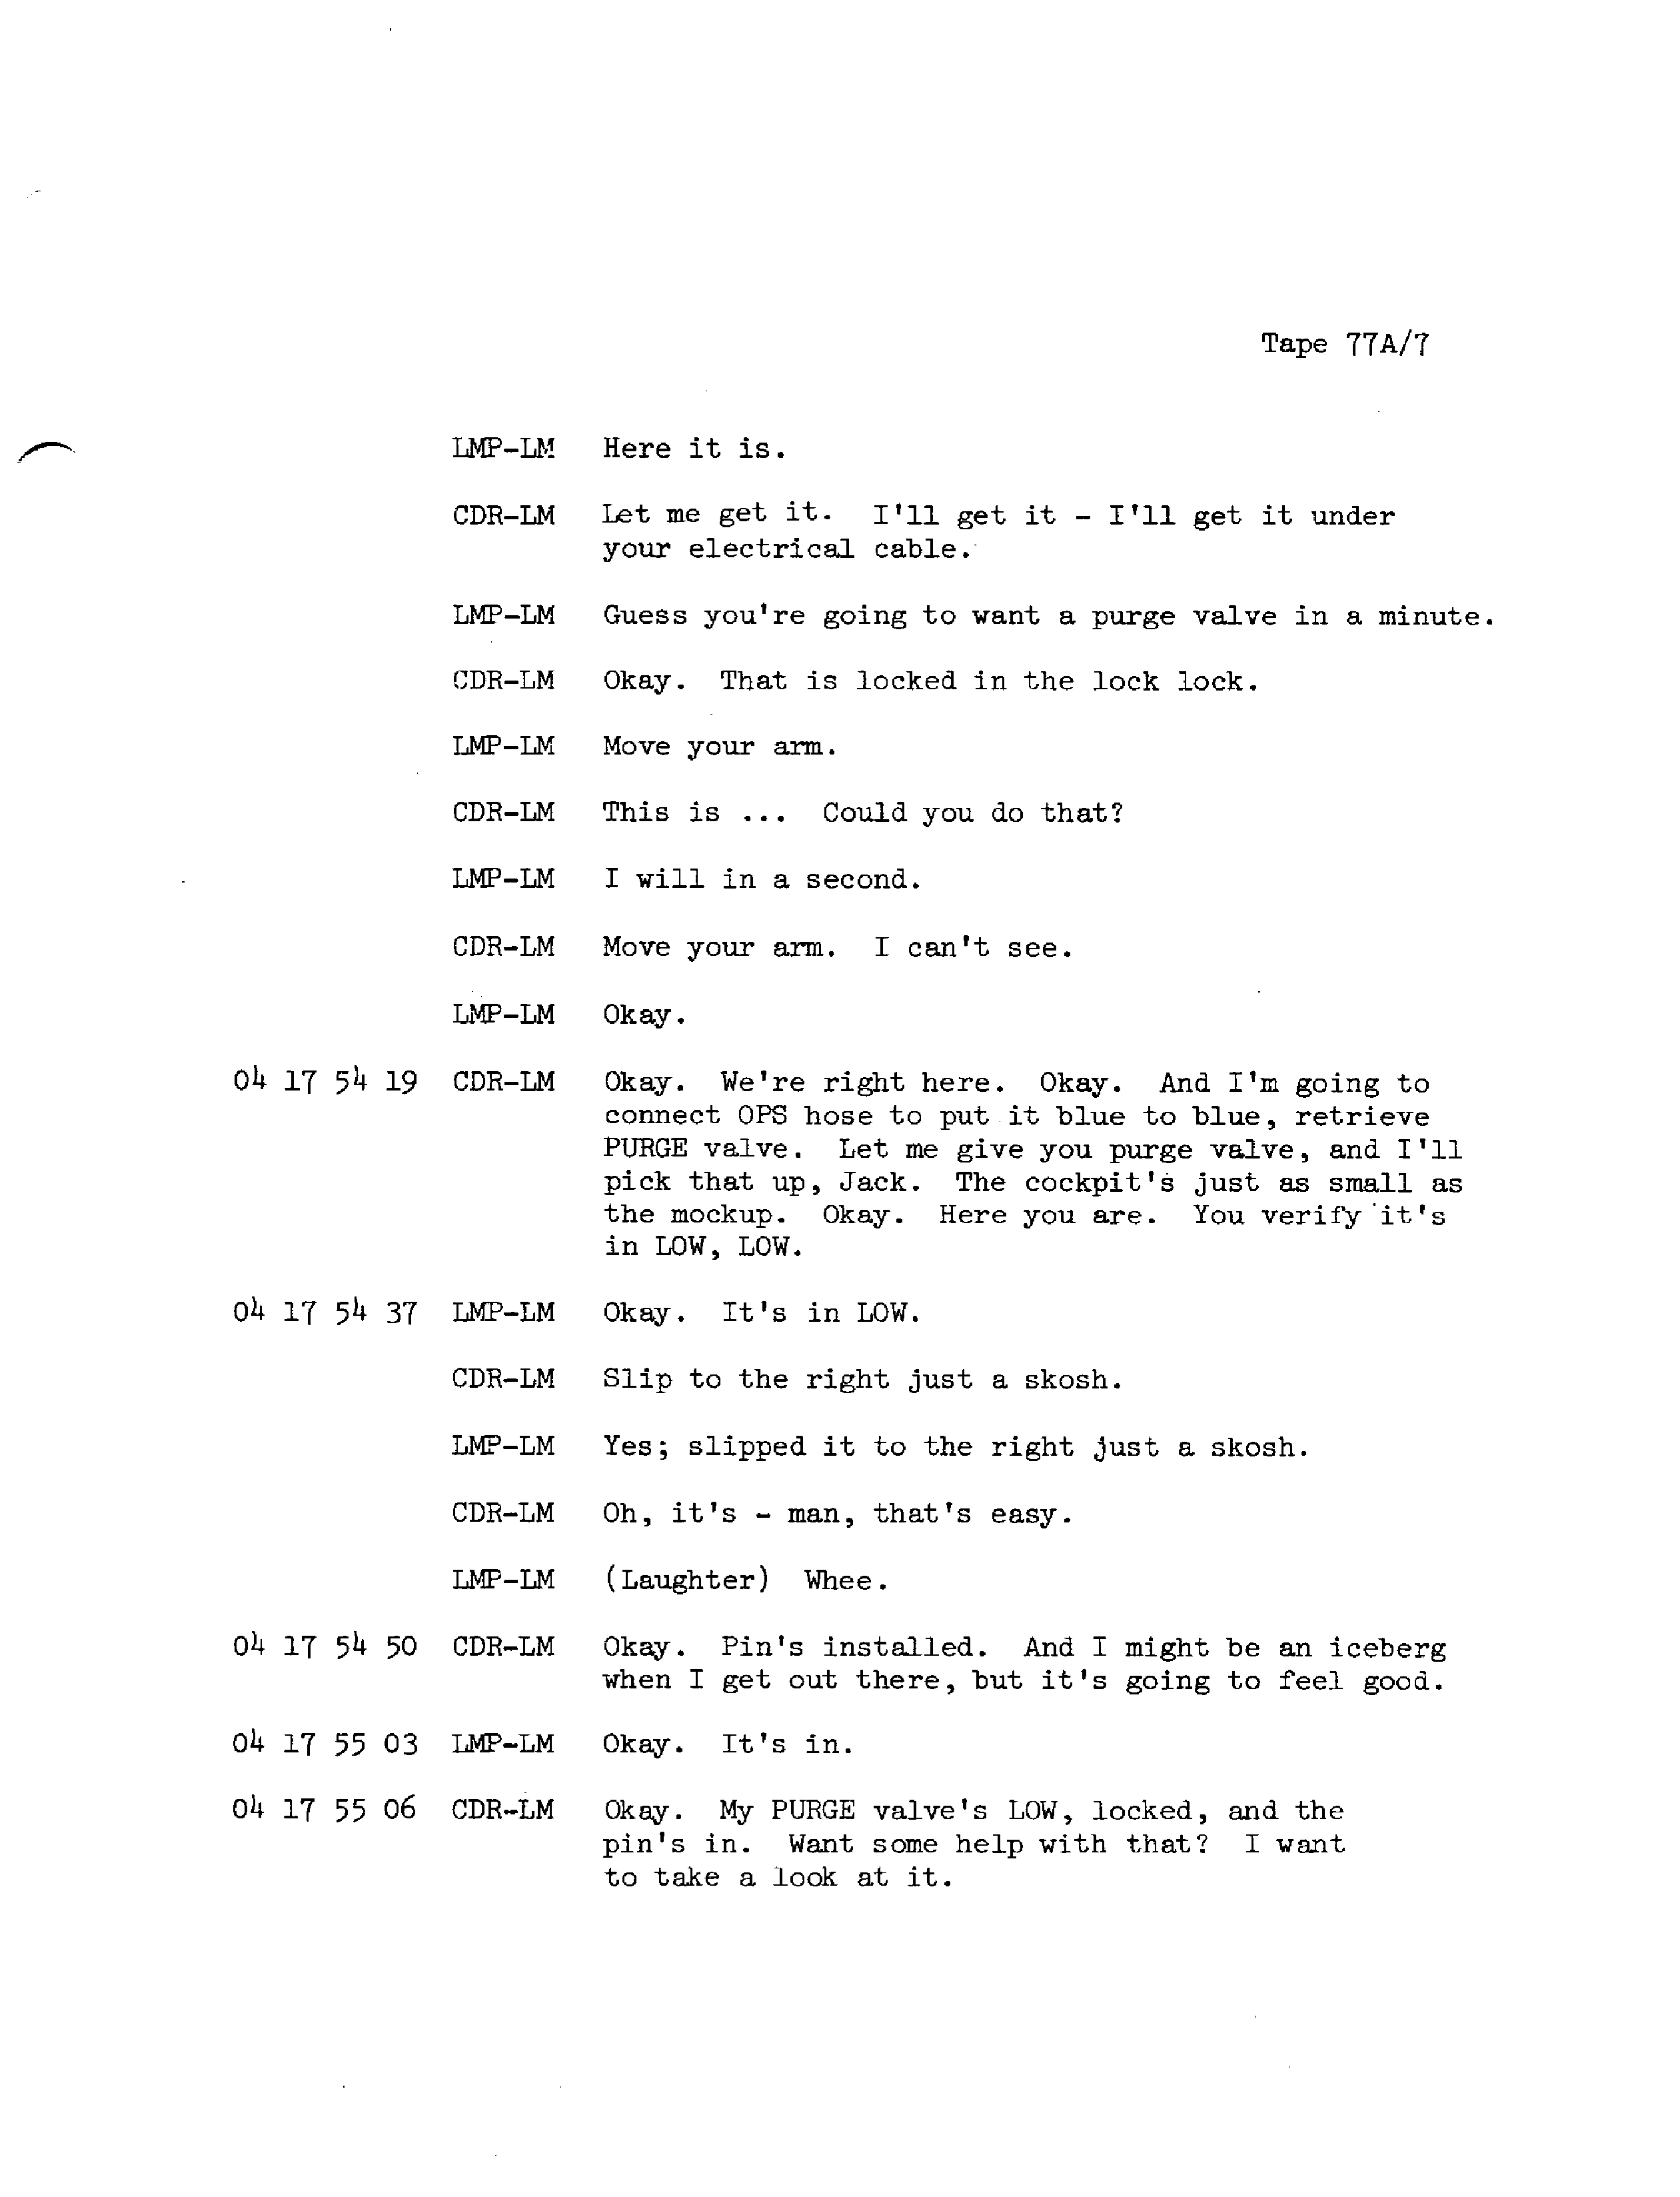 Tape 77A/7
LMP-LM Here it is.
CDR-LM Let me get it. I'll get it - I'll get it under
your electrical cable.
LMP-LM Guess you're going to want a purge valve in a minute.
CDR-LM Okay. That is locked in the lock lock.
LMP-LM Move your arm.
CDR-LM This is ... Could you do that?
LMP-LM I will in a second.
CDR-LM Move your arm. I can't see.
LMP-LM Okay.
04 17 54 19 CDR-LM Okay. We're right here. Okay. And I'm going to
connect OPS hose to put it blue to blue, retrieve
PURGE valve. Let me give you purge valve, and I'll
pick that up, Jack. The cockpit's just as small as
the mockup. Okay. Here you are. You verify it's
in LOW, LOW.
04 17 54 37 LMP-LM Okay. It's in LOW.
CDR-LM Slip to the right just a skosh.
LMP-LM Yes; slipped it to the right just a skosh.
CDR-LM Oh, it's - man, that's easy.
LMP-LM (Laughter) Whee.
04 17 54 50 CDR-LM Okay. Pin's installed. And I might be an iceberg
when I get out there, but it's going to feel good.
04 17 55 03 LMP-LM Okay. It's in.
04 17 55 06 CDR-LM Okay. My PURGE valve's LOW, locked, and the
pin's in. Want some help with that? I want
to take a look at it.